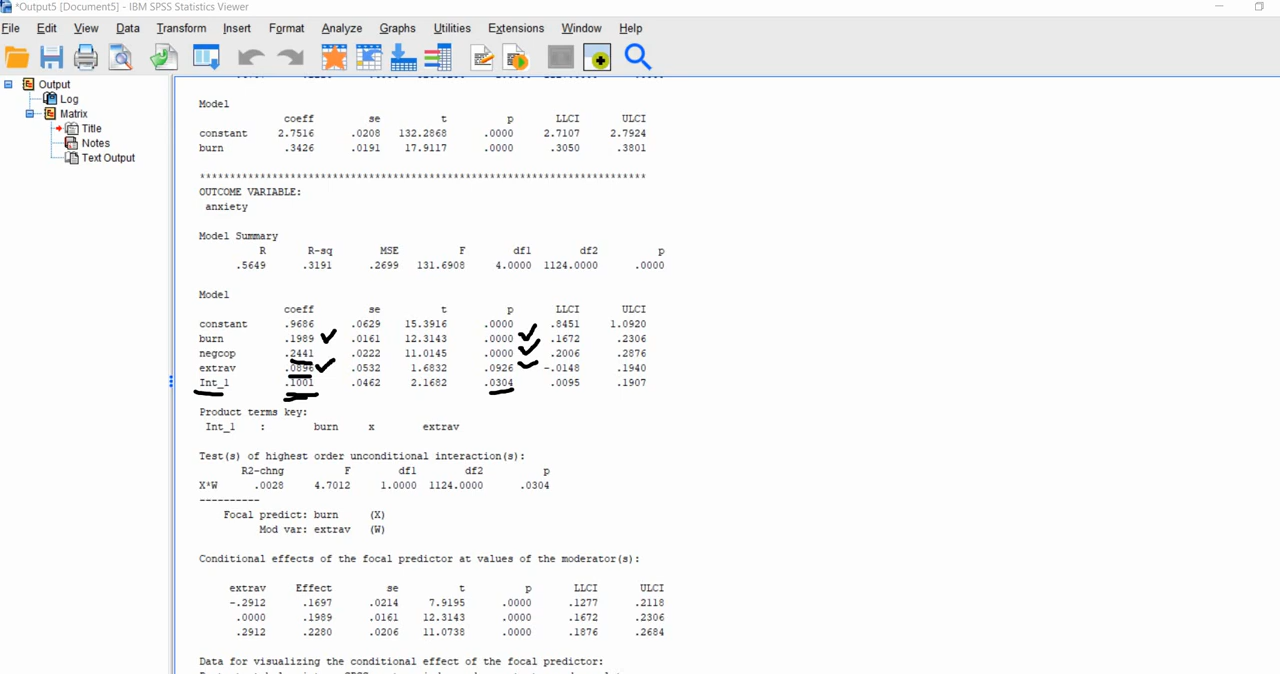 *Output5 [Document5] - IBM SPSS Statistics Viewer
File Edit View Data Transform Insert Format Analyze Graphs Utilities Extensions Window Help
Output
Log
Matrix
Title
Notes
Text Output
Model
coeff se t p LLCI ULCI
constant 2.7516 .0208 132.2868 .0000 2.7107 2.7924
burn .3426 .0191 17.9117 .0000 .3050 .3801
**************************************************************************
OUTCOME VARIABLE:
anxiety
Model Summary
R R-sq MSE F df1 df2 p
.5649 .3191 .2699 131.6908 4.0000 1124.0000 .0000
Model
coeff se t p LLCI ULCI
constant .9686 .0629 15.3916 .0000 .8451 1.0920
burn .1989 .0161 12.3143 .0000 .1672 .2306
negcop .2441 .0222 11.0145 .0000 .2006 .2876
extrav .0896 .0532 1.6832 .0926 -.0148 .1940
Int_1 .1001 .0462 2.1682 .0304 .0095 .1907
Product terms key:
Int_1 : burn x extrav
Test(s) of highest order unconditional interaction(s):
R2-chng F df1 df2 p
X*W .0028 4.7012 1.0000 1124.0000 .0304
----------
Focal predict: burn (X)
Mod var: extrav (W)
Conditional effects of the focal predictor at values of the moderator(s):
extrav Effect se t p LLCI ULCI
-.2912 .1697 .0214 7.9195 .0000 .1277 .2118
.0000 .1989 .0161 12.3143 .0000 .1672 .2306
.2912 .2280 .0206 11.0738 .0000 .1876 .2684
Data for visualizing the conditional effect of the focal predictor: